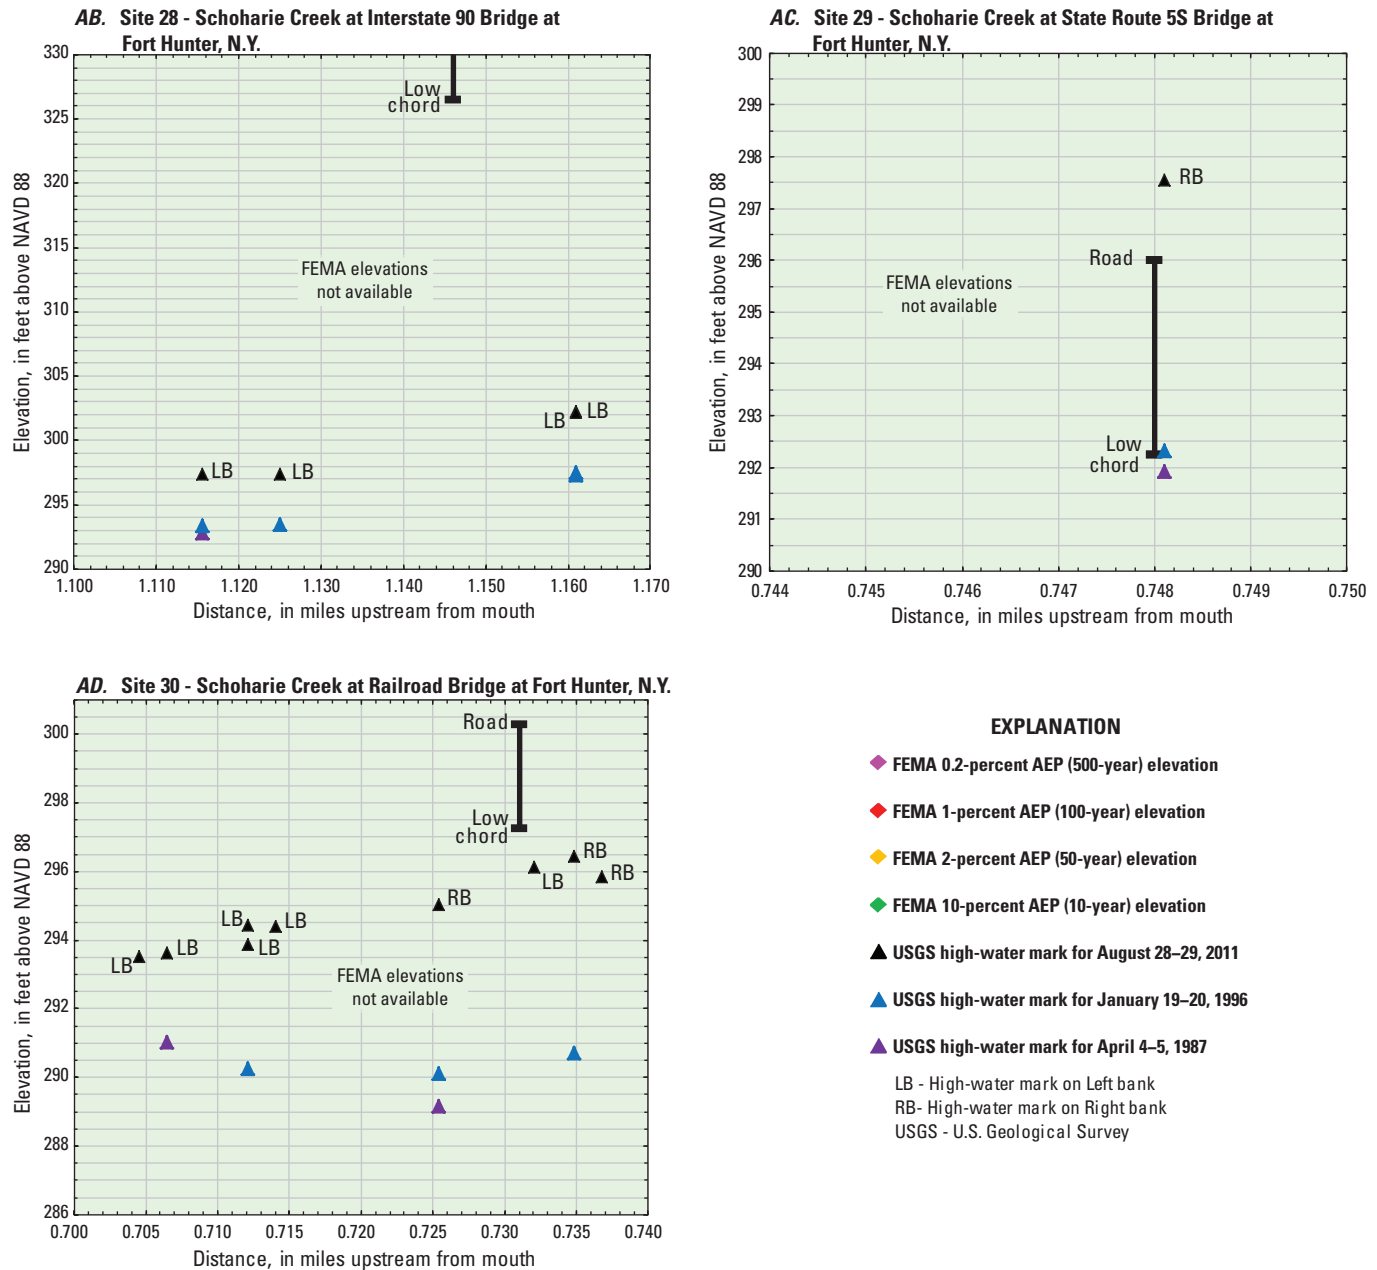 AB. Site 28 - Schoharie Creek at Interstate 90 Bridge at
Fort Hunter, N.Y.
330
325
320
315
310
305
300
295
290
Elevation, in feet above NAVD 88
Low
chord
FEMA elevations
not available
LB
LB
LB
LB
1.100
1.110
1.120
1.130
1.140
1.150
1.160
1.170
Distance, in miles upstream from mouth
AC. Site 29 - Schoharie Creek at State Route 5S Bridge at
Fort Hunter, N.Y.
300
299
298
297
296
295
294
293
292
291
290
Elevation, in feet above NAVD 88
RB
Road
FEMA elevations
not available
Low
chord
0.744
0.745
0.746
0.747
0.748
0.749
0.750
Distance, in miles upstream from mouth
AD. Site 30 - Schoharie Creek at Railroad Bridge at Fort Hunter, N.Y.
300
298
296
294
292
290
288
286
Elevation, in feet above NAVD 88
Road
Low
chord
RB
LB
RB
RB
LB
LB
LB
LB
LB
FEMA elevations
not available
0.700
0.705
0.710
0.715
0.720
0.725
0.730
0.735
0.740
Distance, in miles upstream from mouth
EXPLANATION
FEMA 0.2-percent AEP (500-year) elevation
FEMA 1-percent AEP (100-year) elevation
FEMA 2-percent AEP (50-year) elevation
FEMA 10-percent AEP (10-year) elevation
USGS high-water mark for August 28–29, 2011
USGS high-water mark for January 19–20, 1996
USGS high-water mark for April 4–5, 1987
LB - High-water mark on Left bank
RB- High-water mark on Right bank
USGS - U.S. Geological Survey